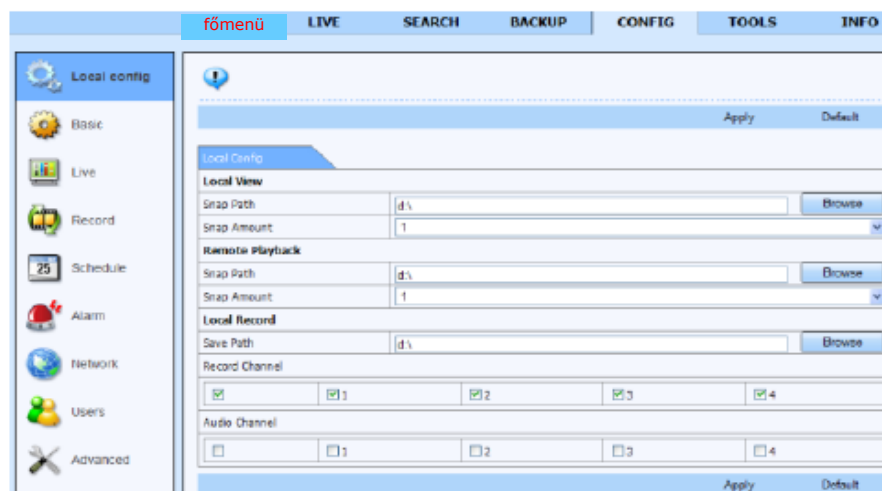 főmenü LIVE SEARCH BACKUP CONFIG TOOLS INFO
Local config
Basic
Live
Record
25 Schedule
Alarm
Network
Users
Advanced
Apply Default
Local Config
Local View
Snap Path d:\ Browse
Snap Amount 1
Remote Playback
Snap Path d:\ Browse
Snap Amount 1
Local Record
Save Path d:\ Browse
Record Channel
1 2 3 4
Audio Channel
1 2 3 4
Apply Default